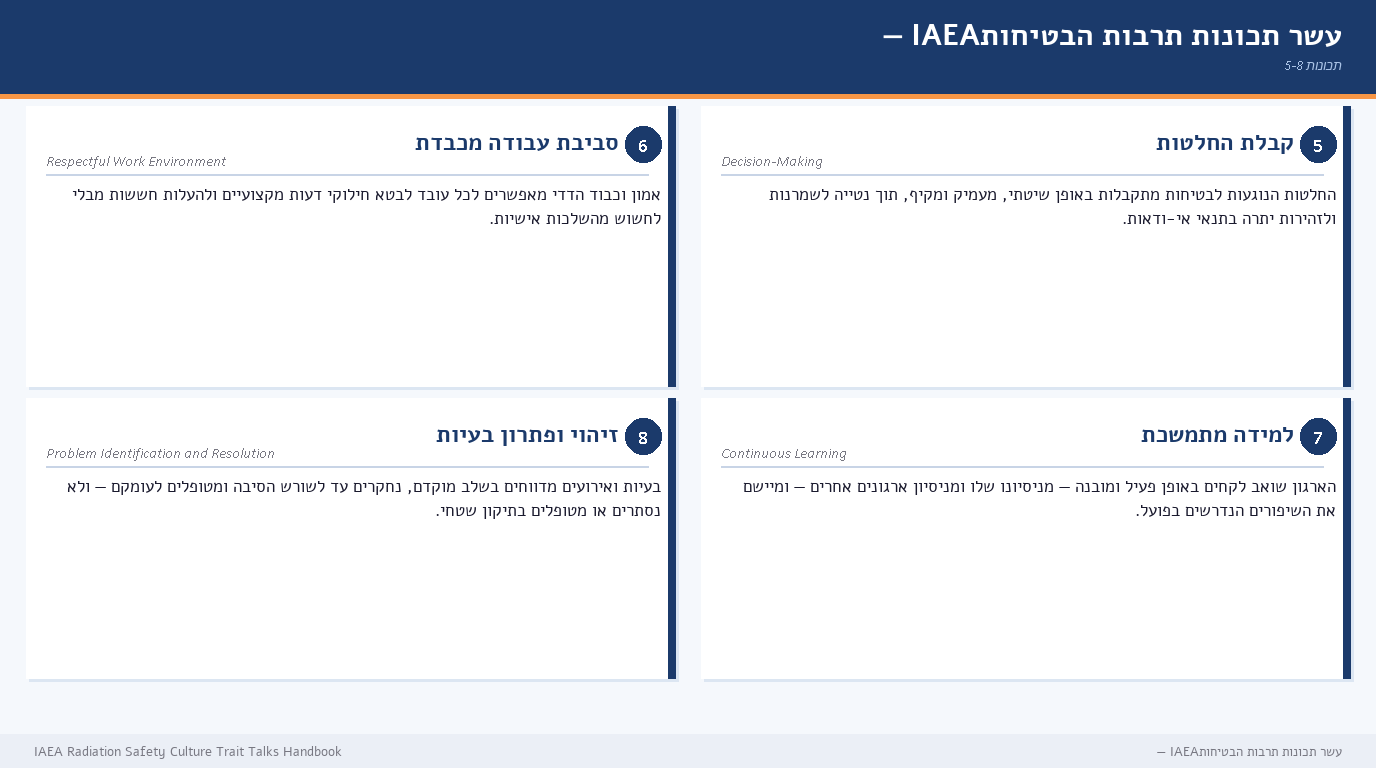 עשר תכונות תרבות הבטיחותIAEA –
תכונות 5-8
5
קבלת החלטות
Decision-Making
החלטות הנוגעות לבטיחות מתקבלות באופן שיטתי, מעמיק ומקיף, תוך נטייה לשמרנות
ולזהירות יתרה בתנאי אי-ודאות.
6
סביבת עבודה מכבדת
Respectful Work Environment
אמון וכבוד הדדי מאפשרים לכל עובד לבטא חילוקי דעות מקצועיים ולהעלות חששות מבלי
לחשוש מהשלכות אישיות.
7
למידה מתמשכת
Continuous Learning
הארגון שואב לקחים באופן פעיל ומובנה – מניסיונו שלו ומניסיון ארגונים אחרים – ומיישם
את השיפורים הנדרשים בפועל.
8
זיהוי ופתרון בעיות
Problem Identification and Resolution
בעיות ואירועים מדווחים בשלב מוקדם, נחקרים עד לשורש הסיבה ומטופלים לעומקם – ולא
נסתרים או מטופלים בתיקון שטחי.
עשר תכונות תרבות הבטיחותIAEA –
IAEA Radiation Safety Culture Trait Talks Handbook